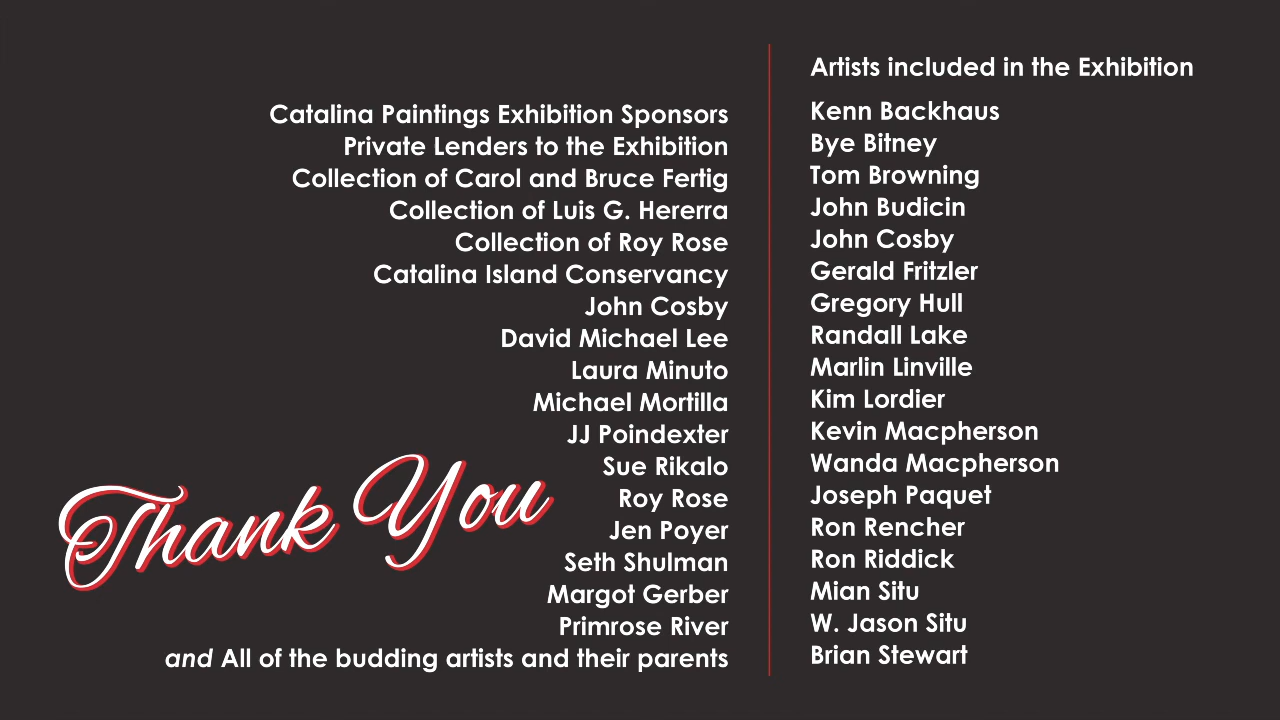 Catalina Paintings Exhibition Sponsors
Private Lenders to the Exhibition
Collection of Carol and Bruce Fertig
Collection of Luis G. Hererra
Collection of Roy Rose
Catalina Island Conservancy
John Cosby
David Michael Lee
Laura Minuto
Michael Mortilla
JJ Poindexter
Sue Rikalo
Roy Rose
Jen Poyer
Seth Shulman
Margot Gerber
Primrose River
and All of the budding artists and their parents
Thank You
Artists included in the Exhibition
Kenn Backhaus
Bye Bitney
Tom Browning
John Budicin
John Cosby
Gerald Fritzler
Gregory Hull
Randall Lake
Marlin Linville
Kim Lordier
Kevin Macpherson
Wanda Macpherson
Joseph Paquet
Ron Rencher
Ron Riddick
Mian Situ
W. Jason Situ
Brian Stewart